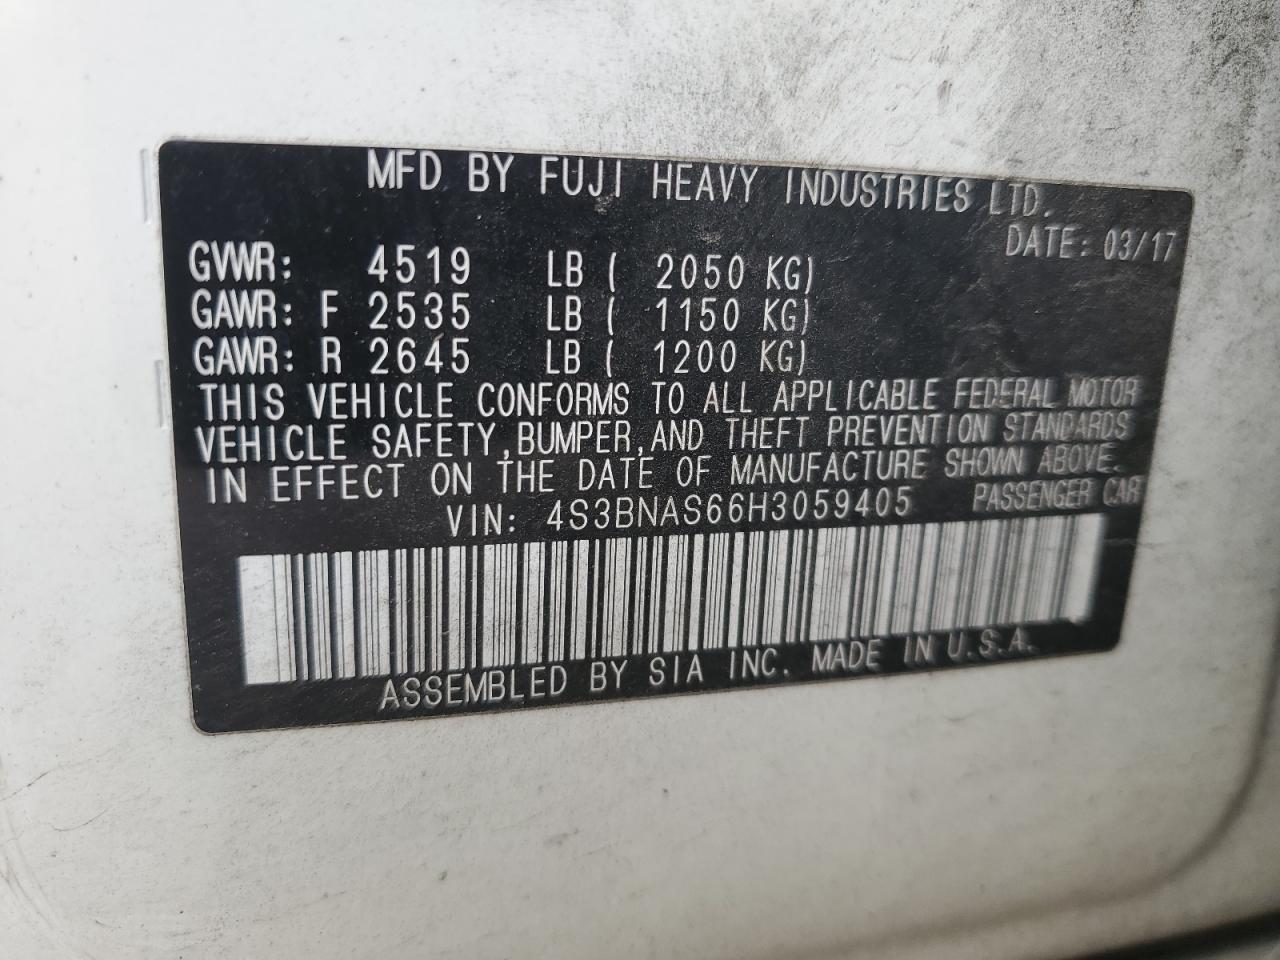 MFD BY FUJI HEAVY INDUSTRIES LTD.
DATE: 03/17
GVWR: 4519 LB ( 2050 KG)
GAWR: F 2535 LB ( 1150 KG)
GAWR: R 2645 LB ( 1200 KG)
THIS VEHICLE CONFORMS TO ALL APPLICABLE FEDERAL MOTOR
VEHICLE SAFETY, BUMPER, AND THEFT PREVENTION STANDARDS
IN EFFECT ON THE DATE OF MANUFACTURE SHOWN ABOVE.
VIN: 4S3BNAS66H3059405 PASSENGER CAR
ASSEMBLED BY SIA INC. MADE IN U.S.A.